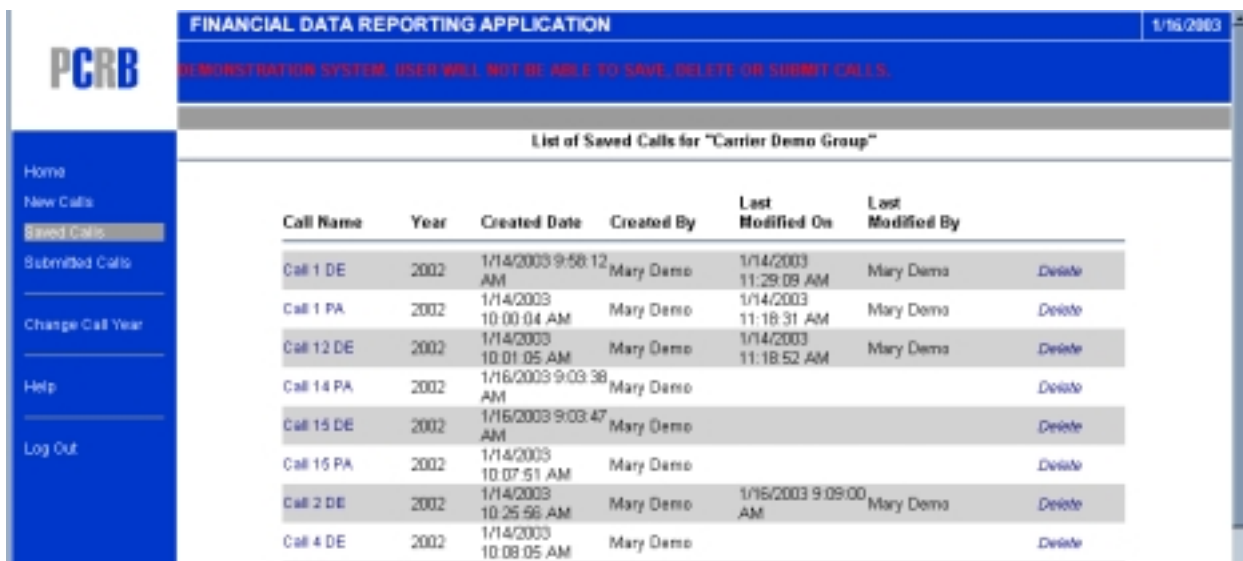 FINANCIAL DATA REPORTING APPLICATION 1/16/2003
PCRB
DEMONSTRATION SYSTEM. USER WILL NOT BE ABLE TO SAVE, DELETE OR SUBMIT CALLS.
List of Saved Calls for "Carrier Demo Group"
Home
New Calls
Saved Calls
Submitted Calls
Change Call Year
Help
Log Out
Call Name Year Created Date Created By Last Modified On Last Modified By
Call 1 DE 2002 1/14/2003 9:58:12 AM Mary Demo 1/14/2003 11:29:09 AM Mary Demo Delete
Call 1 PA 2002 1/14/2003 10:00:04 AM Mary Demo 1/14/2003 11:18:31 AM Mary Demo Delete
Call 12 DE 2002 1/14/2003 10:01:05 AM Mary Demo 1/14/2003 11:18:52 AM Mary Demo Delete
Call 14 PA 2002 1/16/2003 9:03:38 AM Mary Demo Delete
Call 15 DE 2002 1/16/2003 9:03:47 AM Mary Demo Delete
Call 15 PA 2002 1/14/2003 10:07:51 AM Mary Demo Delete
Call 2 DE 2002 1/14/2003 10:25:56 AM Mary Demo 1/16/2003 9:09:00 AM Mary Demo Delete
Call 4 DE 2002 1/14/2003 10:08:05 AM Mary Demo Delete